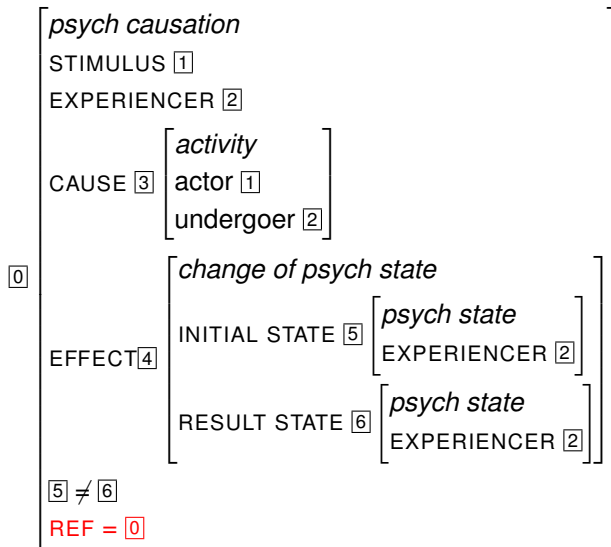 psych causation
STIMULUS 1
EXPERIENCER 2
activity
CAUSE 3 actor 1
undergoer 2
0
change of psych state
psych state
INITIAL STATE 5
EXPERIENCER 2
EFFECT 4
psych state
RESULT STATE 6
EXPERIENCER 2
5 ≠ 6
REF = 0